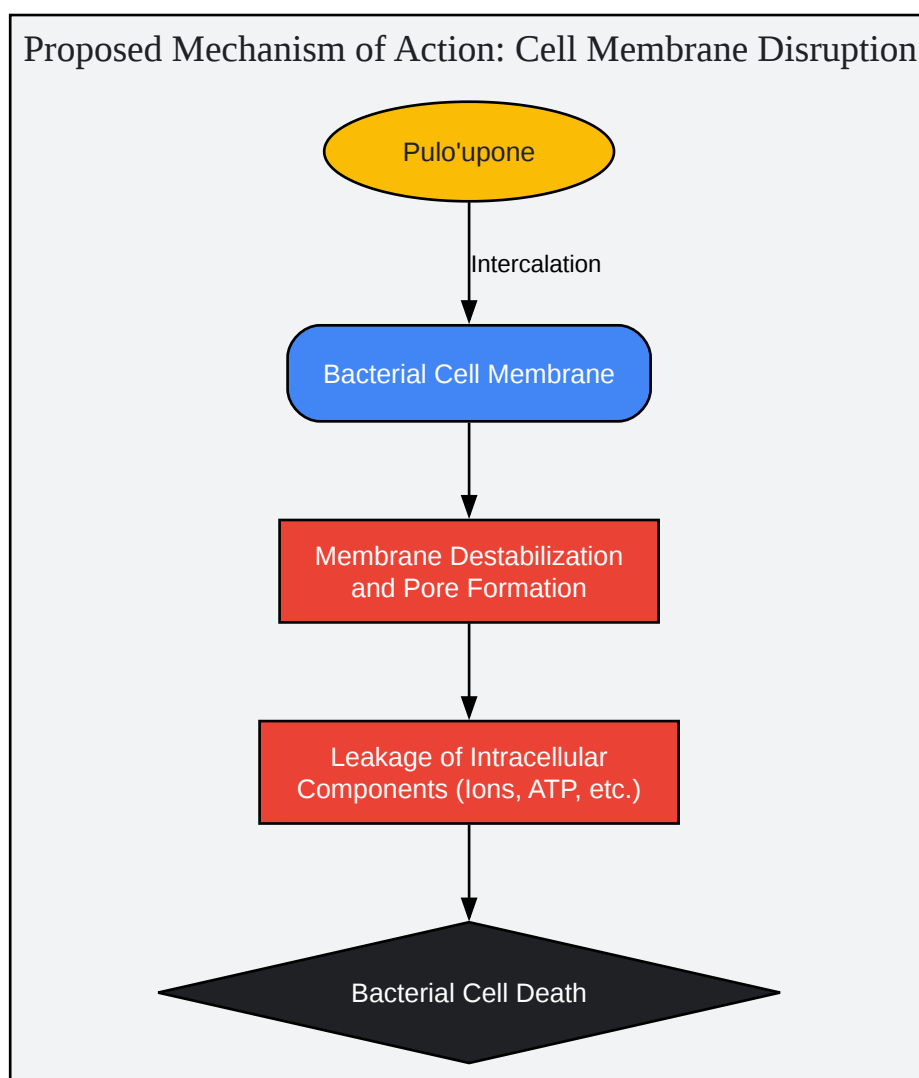 Proposed Mechanism of Action: Cell Membrane Disruption
Pulo'upone
Intercalation
Bacterial Cell Membrane
Membrane Destabilization
and Pore Formation
Leakage of Intracellular
Components (Ions, ATP, etc.)
Bacterial Cell Death